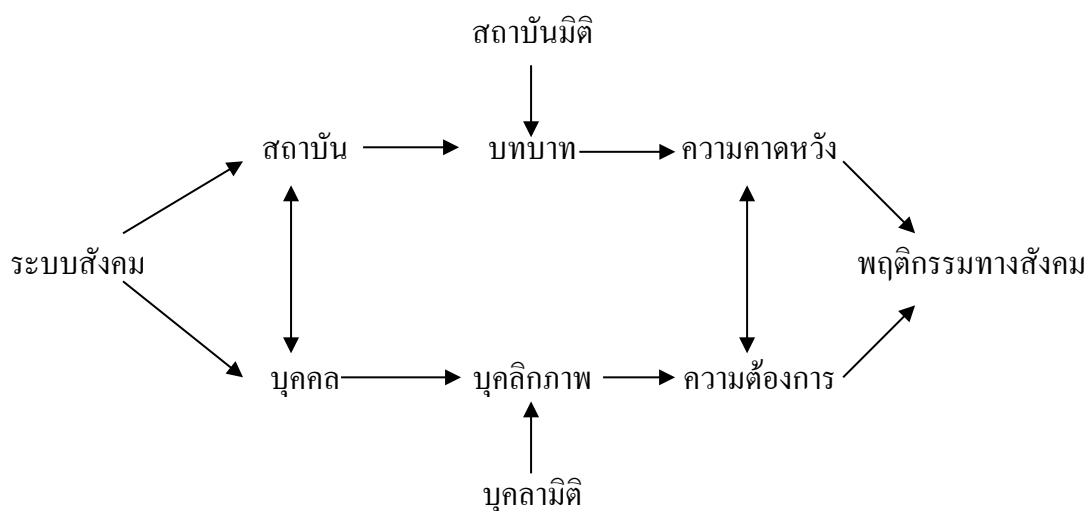 สถาบันมิติ
สถาบัน บทบาท ความคาดหวัง
ระบบสังคม พฤติกรรมทางสังคม
บุคคล บุคลิกภาพ ความต้องการ
บุคลามิติ